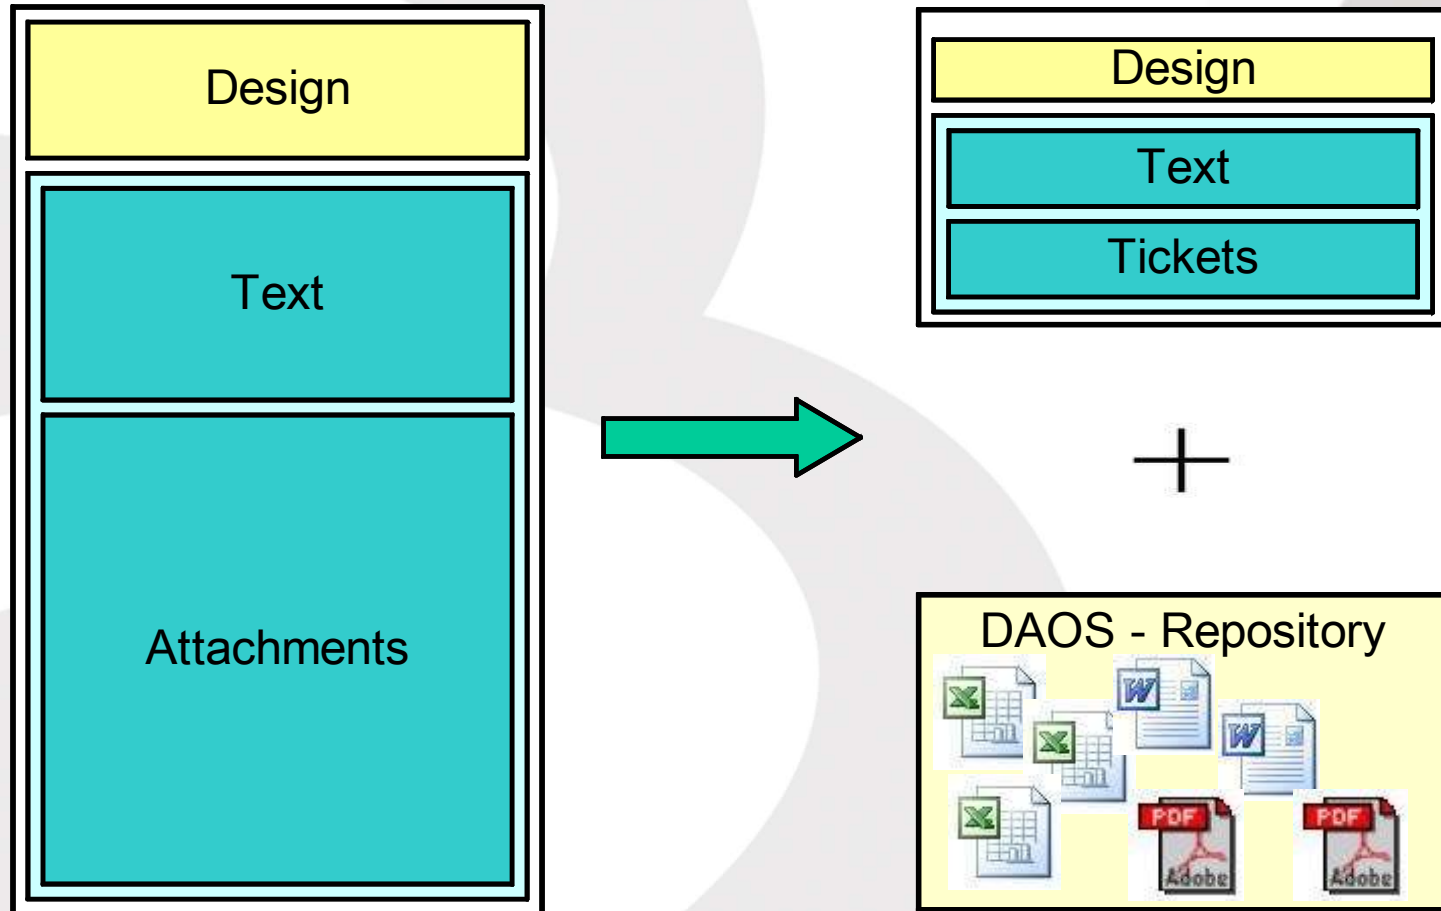 Design
Text
Attachments
Design
Text
Tickets
DAOS - Repository
PDF
Adobe
PDF
Adobe